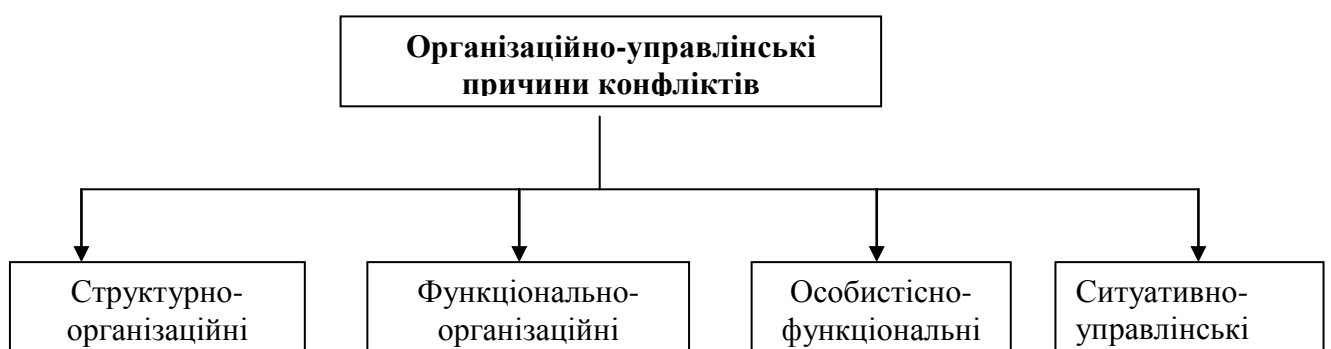 Організаційно-управлінські
причини конфліктів
Структурно-
організаційні
Функціонально-
організаційні
Особистісно-
функціональні
Ситуативно-
управлінські